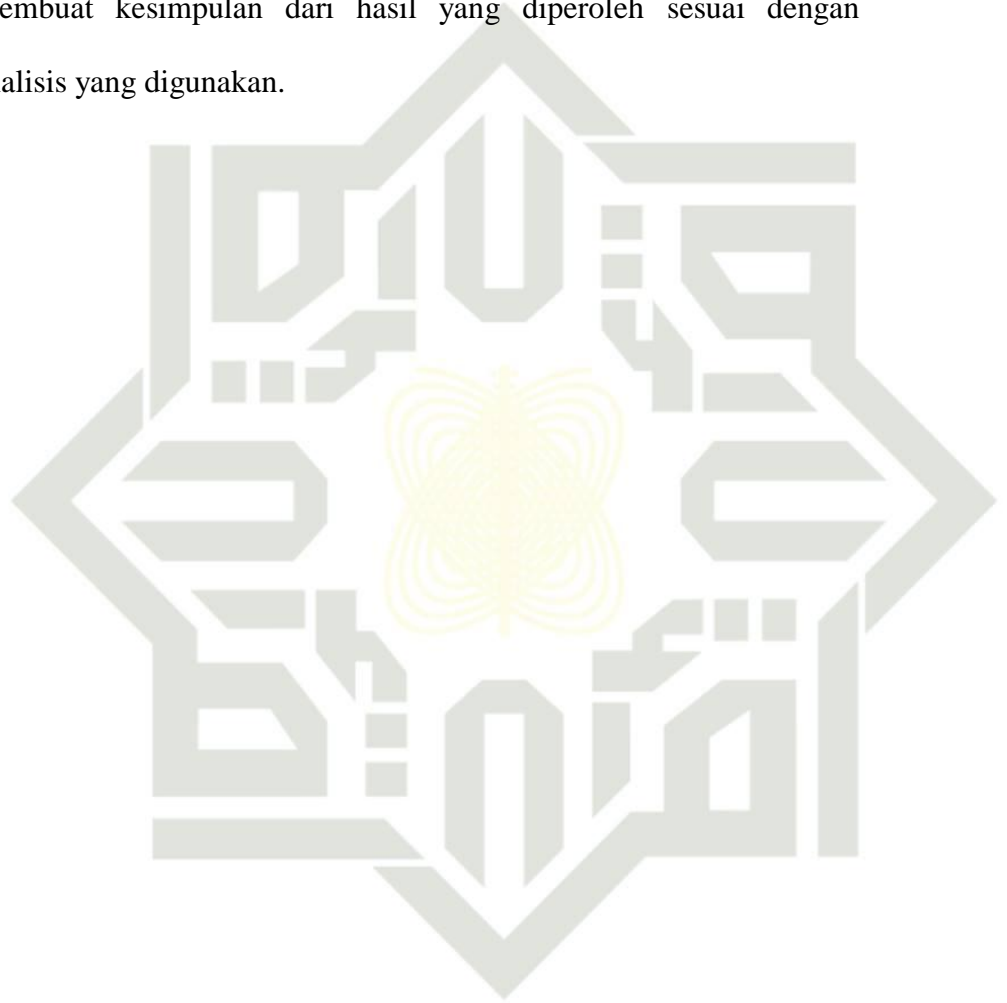 embuat kesimpulan dari hasil yang diperoleh sesuai dengan
alisis yang digunakan.